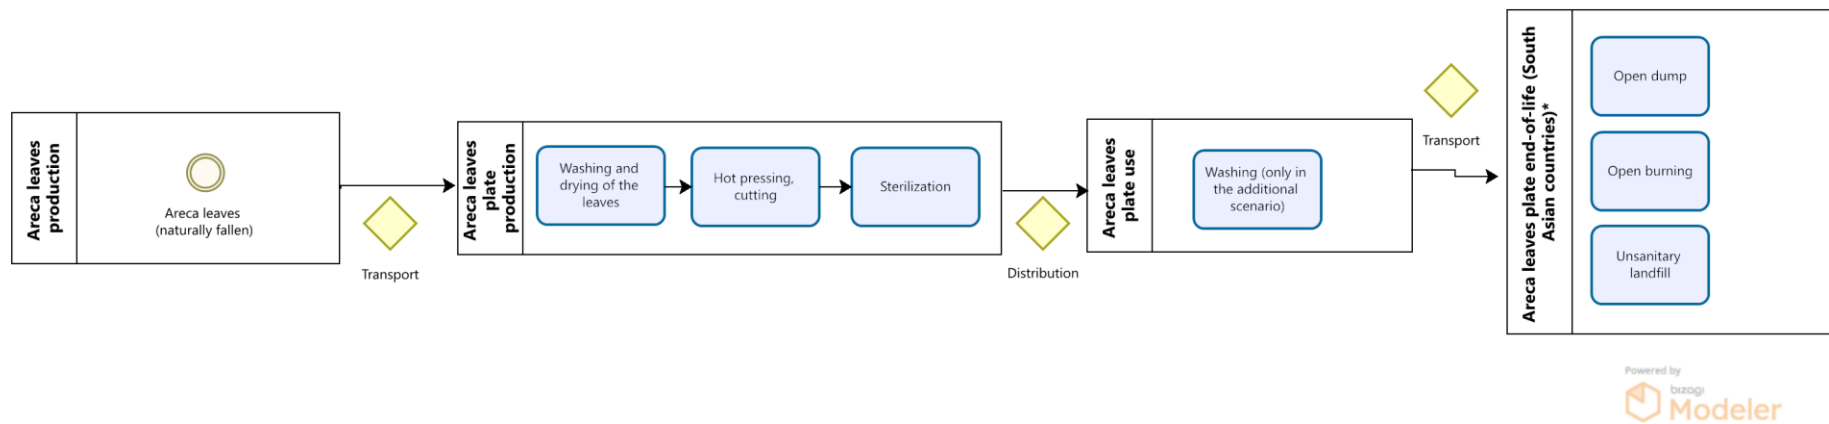 Areca leaves
production
Areca leaves
(naturally fallen)
Transport
Areca leaves
plate
production
Washing and
drying of the
leaves
Hot pressing,
cutting
Sterilization
Distribution
Areca leaves
plate use
Washing (only in
the additional
scenario)
Transport
Areca leaves plate end-of-life (South
Asian countries)*
Open dump
Open burning
Unsanitary
landfill
Powered by
bizagi
Modeler